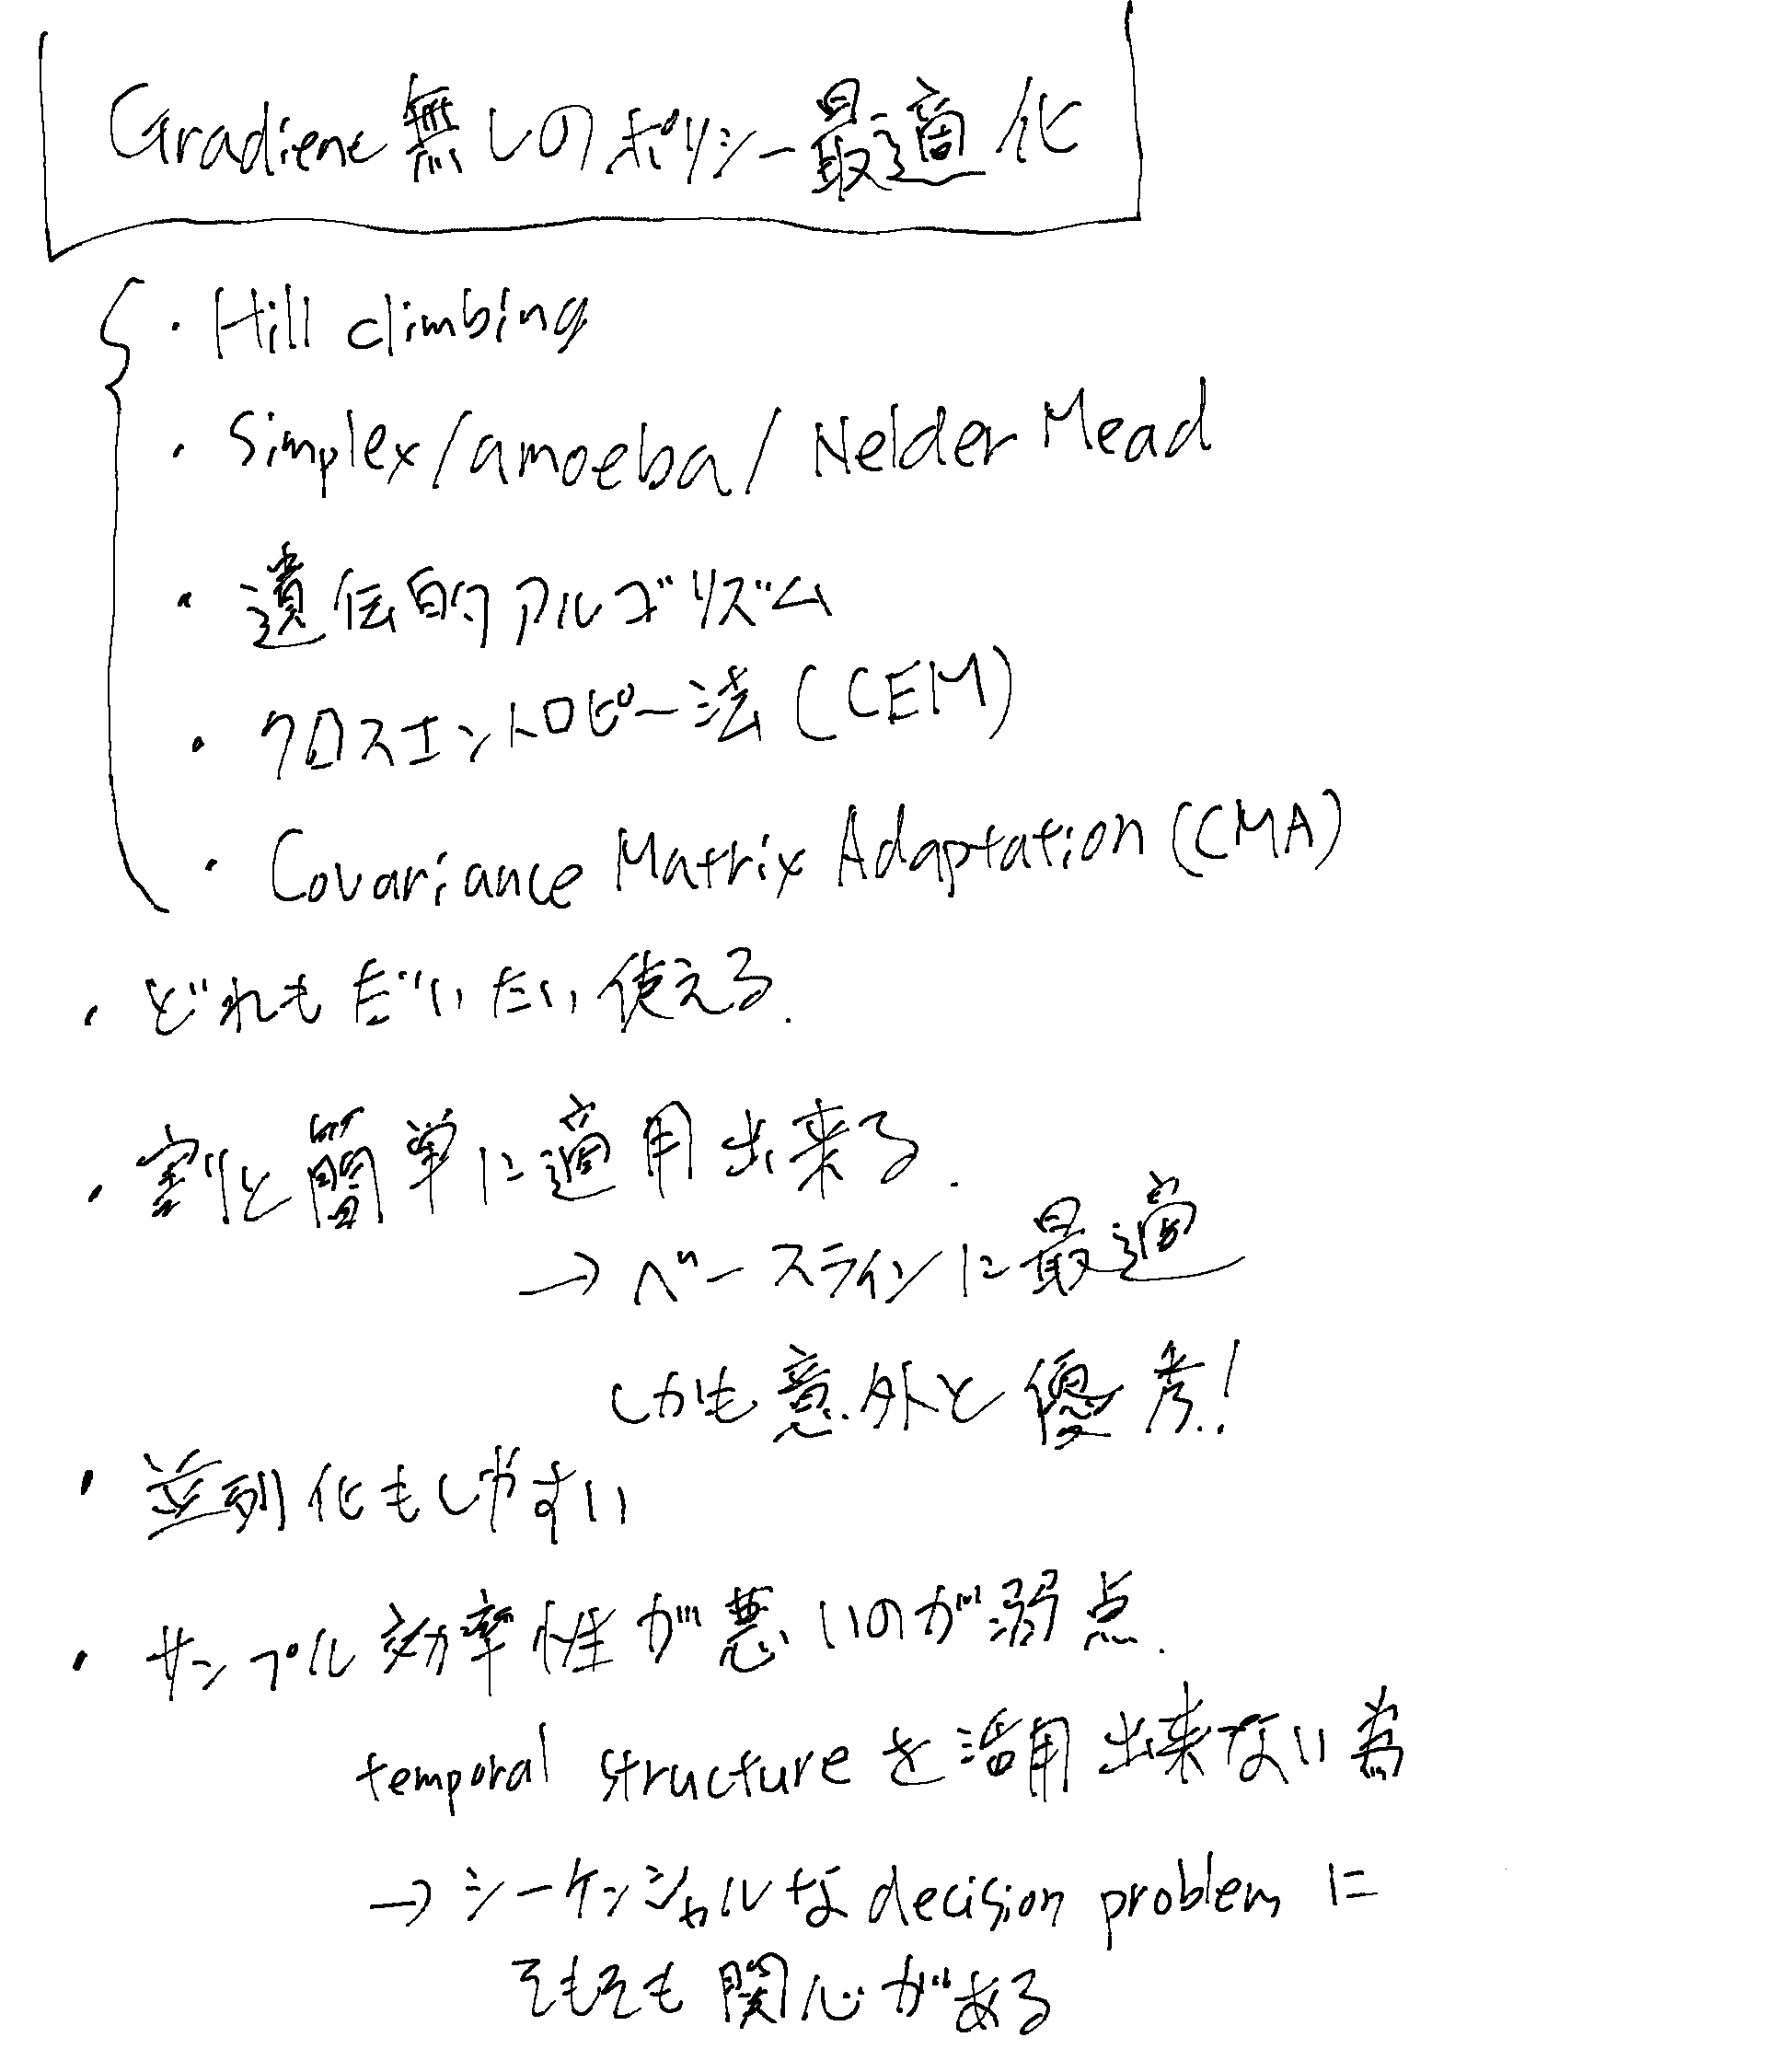 Gradient無しのポリシー最適化
・Hill climbing
・Simplex/amoeba/Nelder Mead
・遺伝的アルゴリズム
・クロスエントロピー法(CEM)
・Covariance Matrix Adaptation(CMA)
・どれもだいたい使える.
・割と簡単に適用出来る.
→ベースラインに最適
しかも意外と優秀!
・並列化もしやすい
・サンプル効率性が悪いのが弱点.
temporal structureを活用出来ない為
→シーケンシャルなdecision problemに
そもそも関心がある